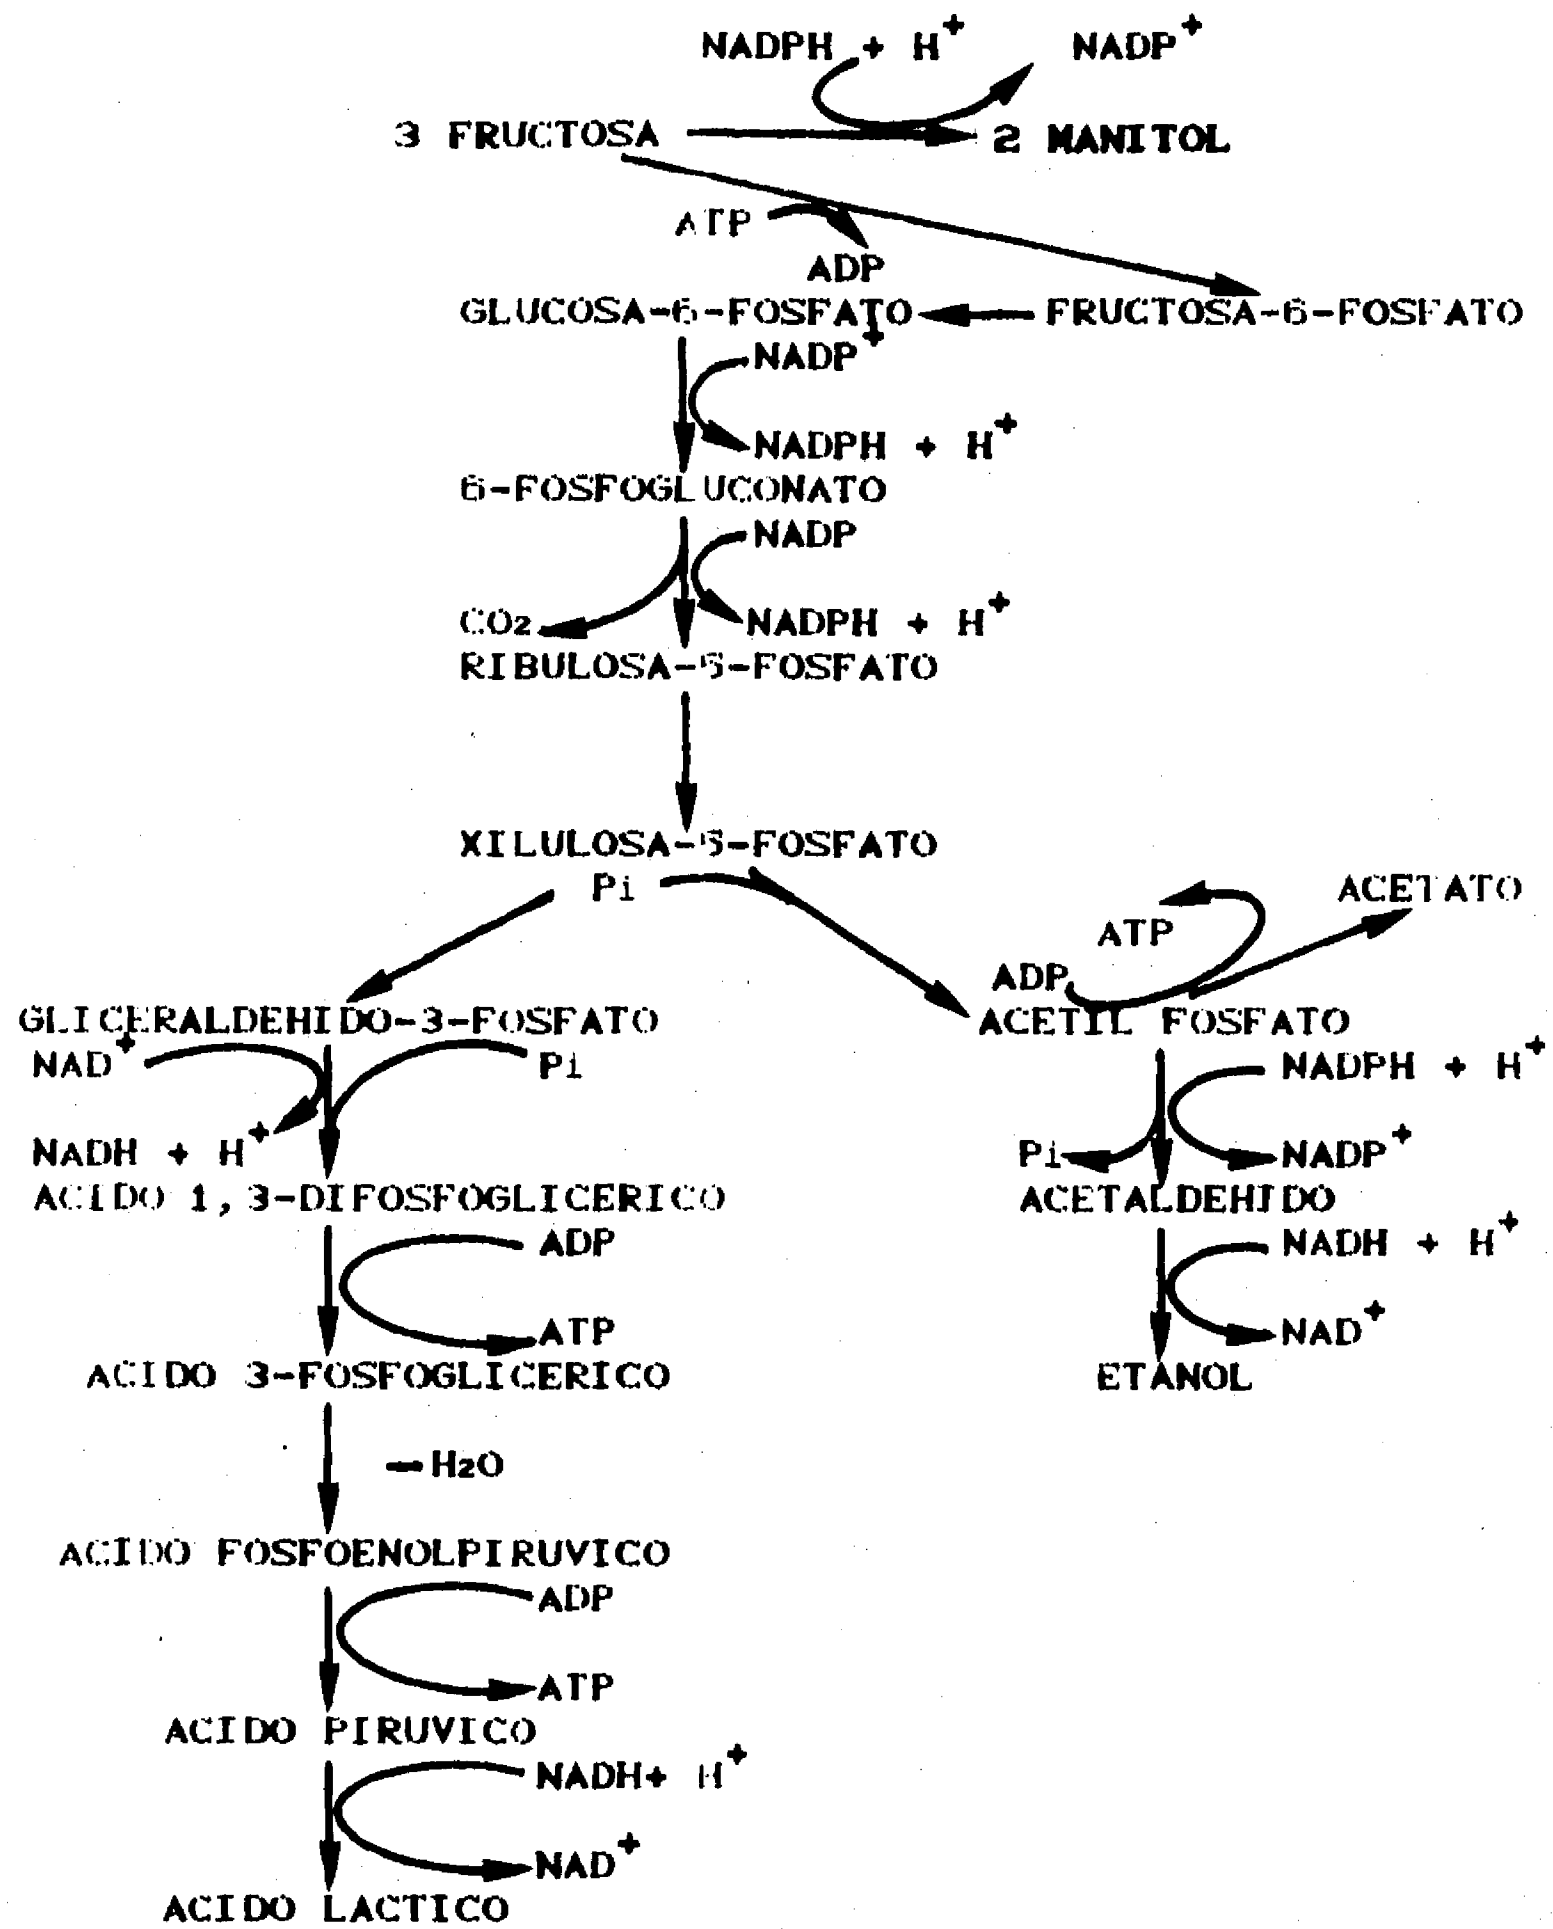 NADPH + H+ NADP+
3 FRUCTOSA 2 MANITOL
ATP
ADP
GLUCOSA-6-FOSFATO FRUCTOSA-6-FOSFATO
NADP+
NADPH + H+
6-FOSFOGLUCONATO
NADP
CO2 NADPH + H+
RIBULOSA-5-FOSFATO
XILULOSA-5-FOSFATO
Pi ACETATO
ATP
ADP
GLICERALDEHIDO-3-FOSFATO ACETIL FOSFATO
NAD+ Pi NADPH + H+
NADH + H+ Pi NADP+
ACIDO 1,3-DIFOSFOGLICERICO ACETALDEHIDO
ADP NADH + H+
ATP NAD+
ACIDO 3-FOSFOGLICERICO ETANOL
-H2O
ACIDO FOSFOENOLPIRUVICO
ADP
ATP
ACIDO PIRUVICO
NADH+ H+
NAD+
ACIDO LACTICO